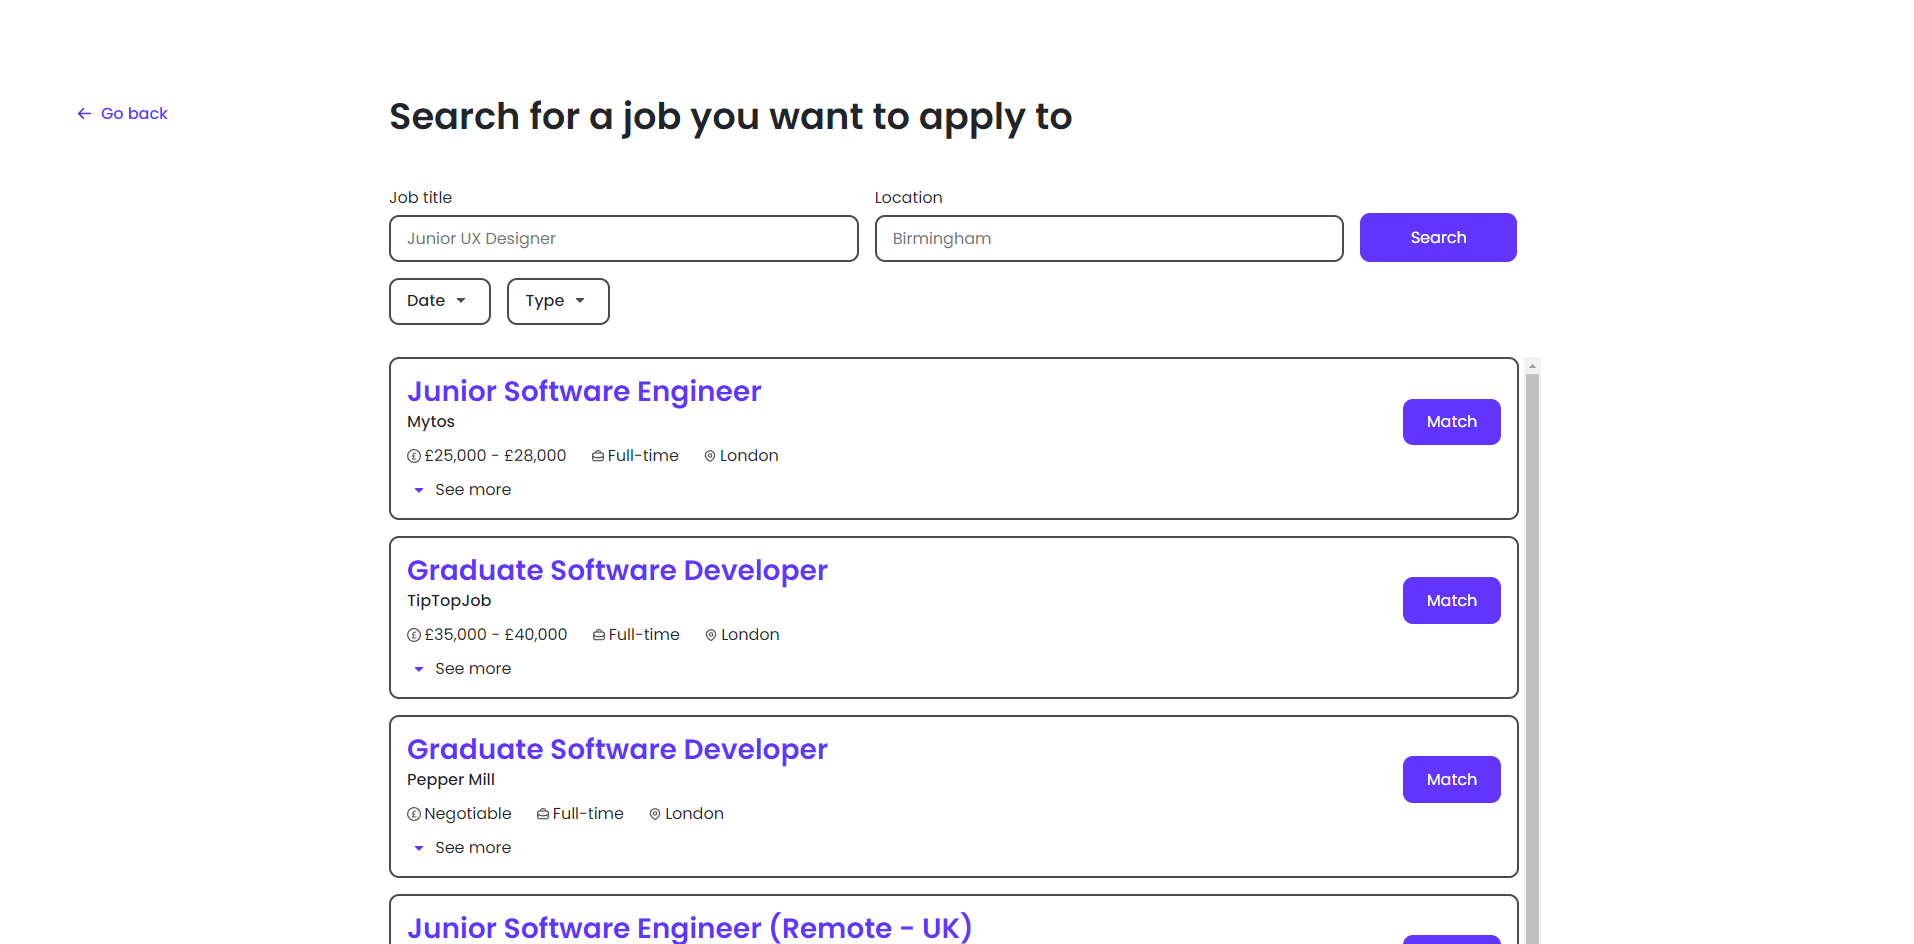 Go back
Search for a job you want to apply to
Job title
Location
Junior UX Designer
Birmingham
Search
Date
Type
Junior Software Engineer
Mytos
£25,000 - £28,000 Full-time London
See more
Match
Graduate Software Developer
TipTopJob
£35,000 - £40,000 Full-time London
See more
Match
Graduate Software Developer
Pepper Mill
Negotiable Full-time London
See more
Match
Junior Software Engineer (Remote - UK)